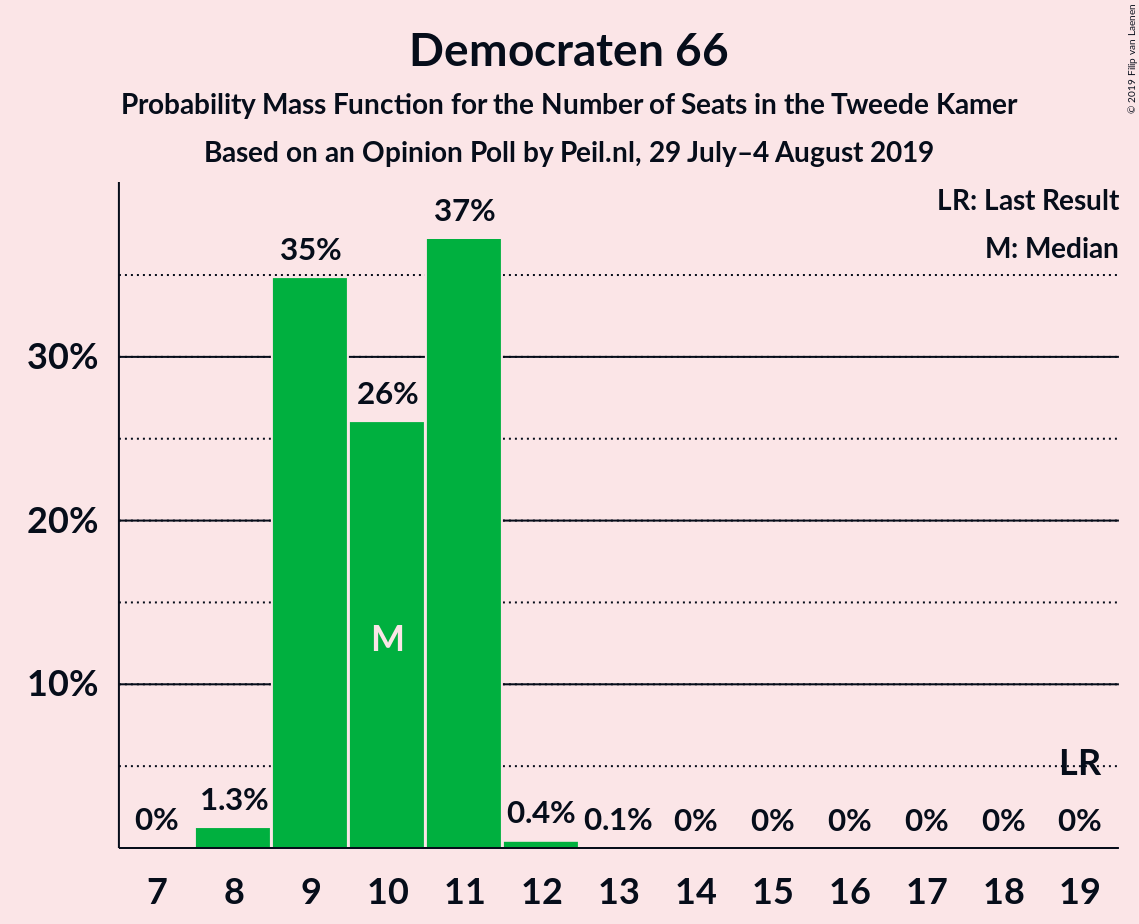 Democraten 66
Probability Mass Function for the Number of Seats in the Tweede Kamer
Based on an Opinion Poll by Peil.nl, 29 July–4 August 2019
© 2019 Filip van Laenen
LR: Last Result
M: Median
30%
20%
10%
0%
1.3%
35%
26%
37%
0.4%
0.1%
0%
0%
0%
0%
0%
0%
M
LR
7 8 9 10 11 12 13 14 15 16 17 18 19